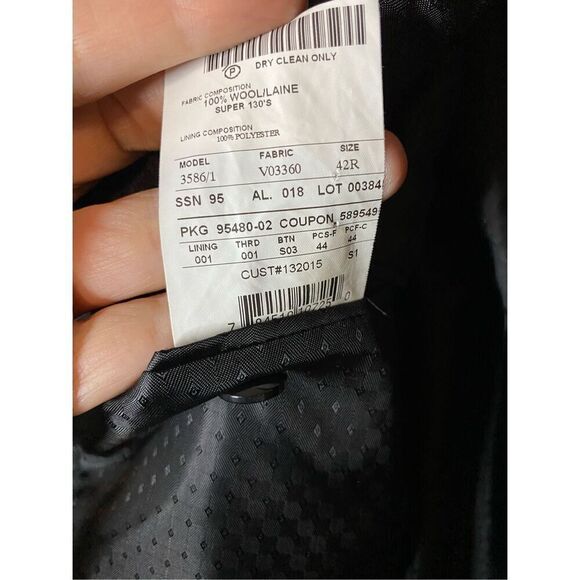 P
DRY CLEAN ONLY
FABRIC COMPOSITION
100% WOOL/LAINE
SUPER 130'S
LINING COMPOSITION
100% POLYESTER
MODEL FABRIC SIZE
3586/1 V03360 42R
SSN 95 AL. 018 LOT 00384
PKG 95480-02 COUPON 589549
LINING THRD BTN PCS-F PCF-C
001 001 S03 44 44
CUST#132015 S1